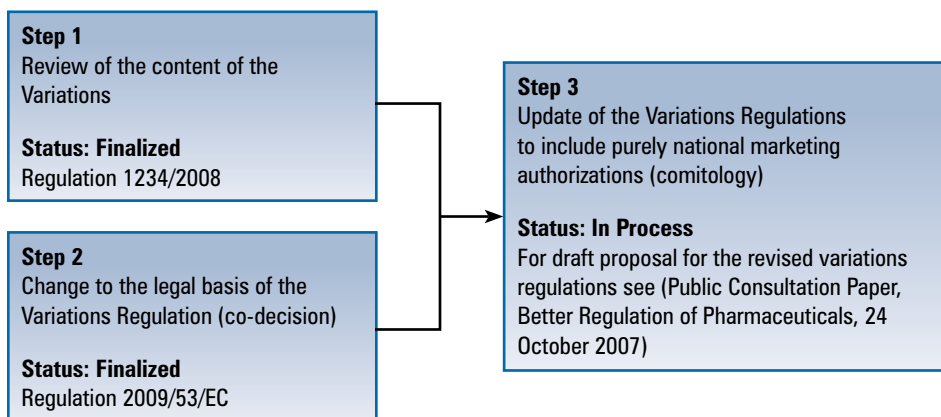 Step 1
Review of the content of the
Variations
Status: Finalized
Regulation 1234/2008
Step 2
Change to the legal basis of the
Variations Regulation (co-decision)
Status: Finalized
Regulation 2009/53/EC
Step 3
Update of the Variations Regulations
to include purely national marketing
authorizations (comitology)
Status: In Process
For draft proposal for the revised variations
regulations see (Public Consultation Paper,
Better Regulation of Pharmaceuticals, 24
October 2007)